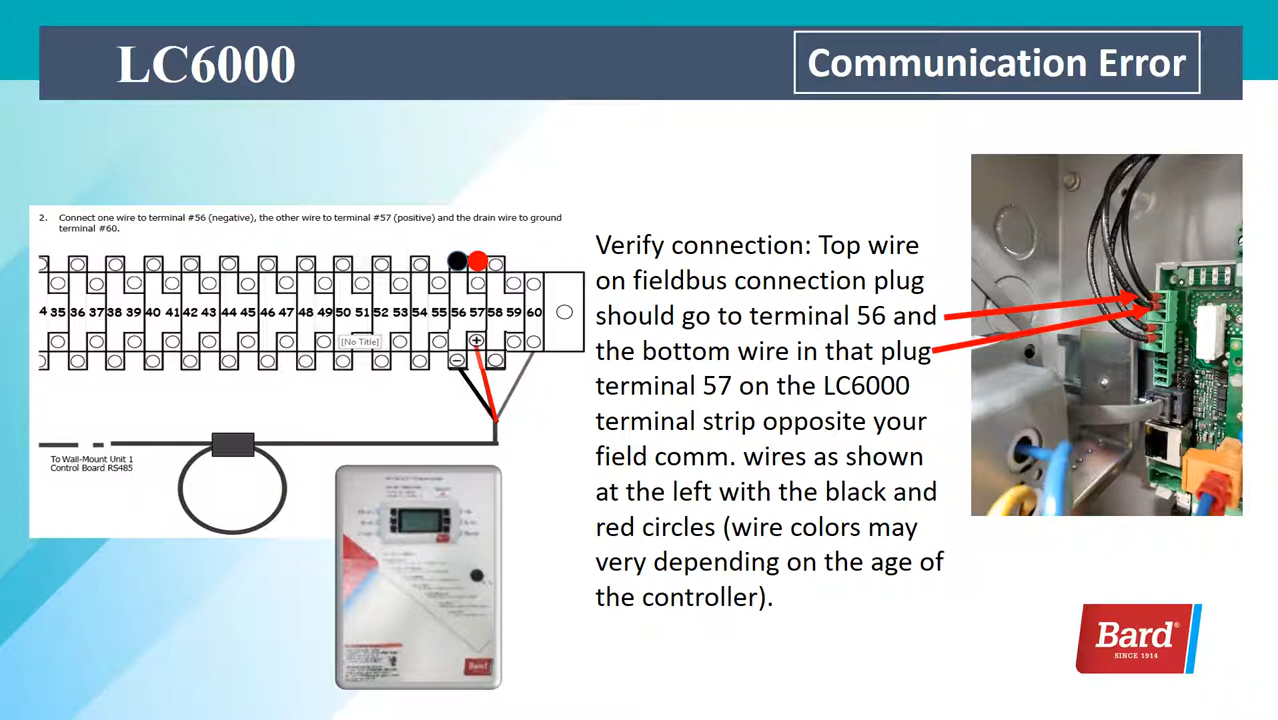 LC6000
Communication Error
2. Connect one wire to terminal #56 (negative), the other wire to terminal #57 (positive) and the drain wire to ground
terminal #60.
4 35 36 37 38 39 40 41 42 43 44 45 46 47 48 49 50 51 52 53 54 55 56 57 58 59 60
[No Title]
+
−
To Wall-Mount Unit 1
Control Board RS485
Verify connection: Top wire
on fieldbus connection plug
should go to terminal 56 and
the bottom wire in that plug
terminal 57 on the LC6000
terminal strip opposite your
field comm. wires as shown
at the left with the black and
red circles (wire colors may
very depending on the age of
the controller).
Bard®
SINCE 1914